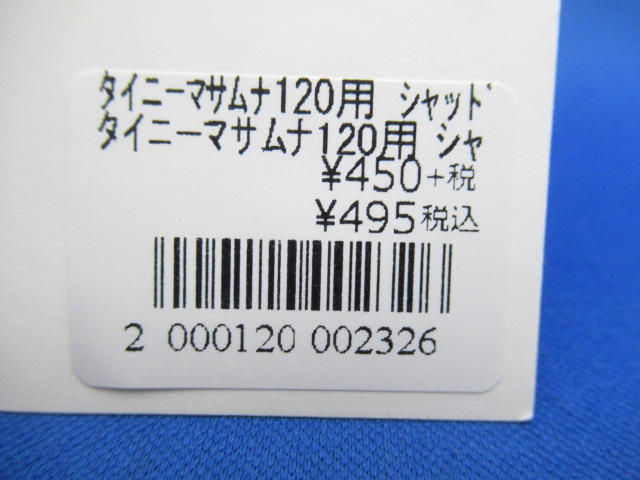 タイニーマサムナ120用 シャッド
タイニーマサムナ120用 シャ
¥450+税
¥495税込
2 000120 002326